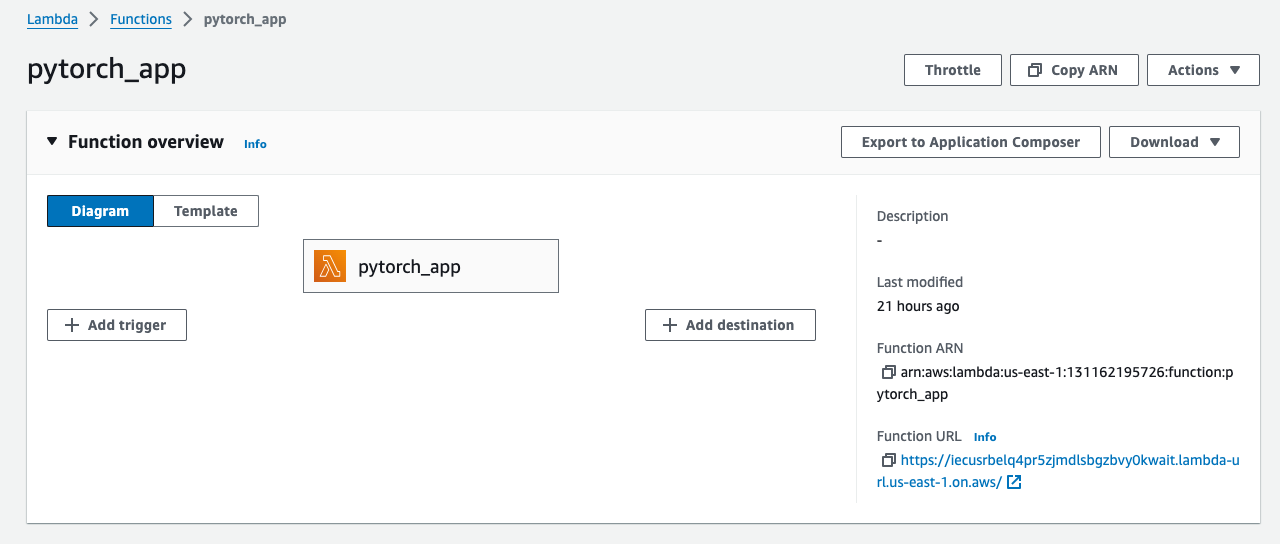 Lambda > Functions > pytorch_app
pytorch_app
Throttle
Copy ARN
Actions
Function overview Info
Export to Application Composer
Download
Diagram
Template
pytorch_app
Add trigger
Add destination
Description
-
Last modified
21 hours ago
Function ARN
arn:aws:lambda:us-east-1:131162195726:function:p
ytorch_app
Function URL Info
https://iecusrbelq4pr5zjmdlsbgzbvy0kwait.lambda-u
rl.us-east-1.on.aws/